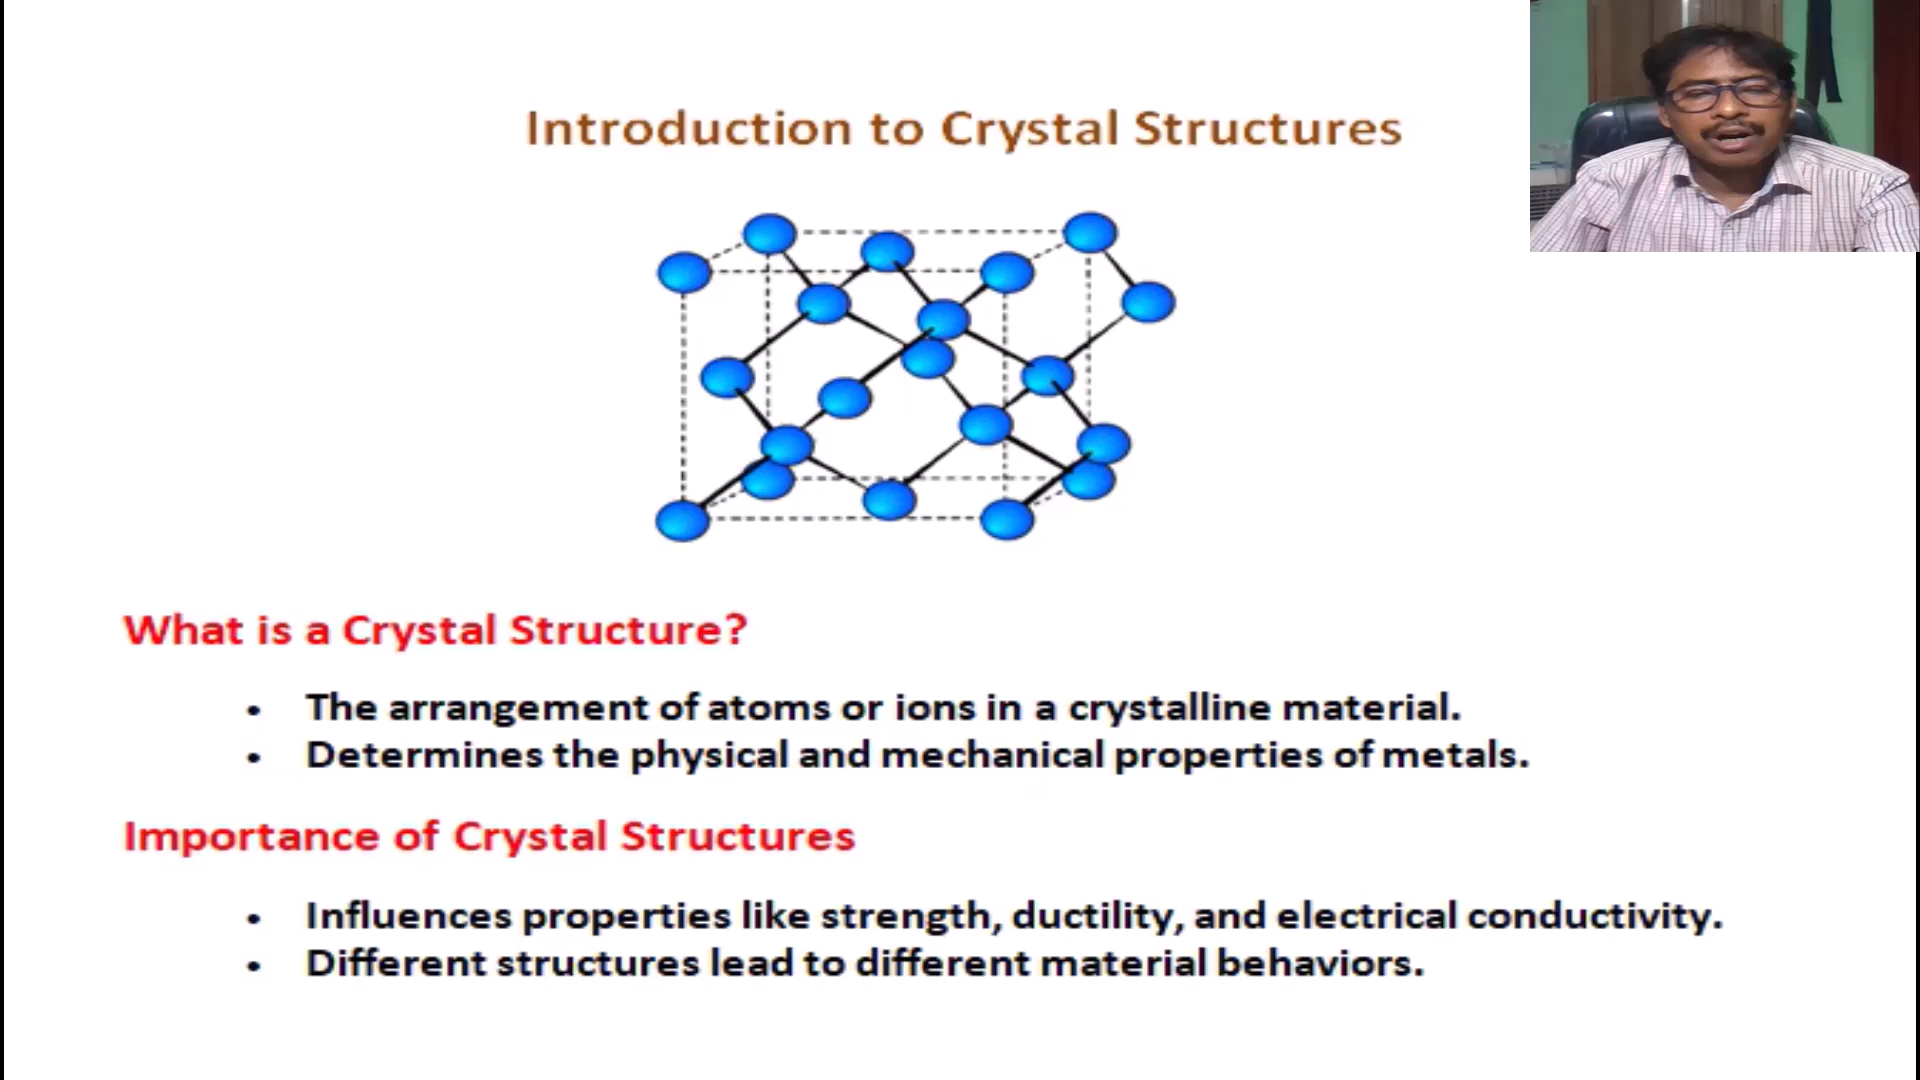 Introduction to Crystal Structures
What is a Crystal Structure?
• The arrangement of atoms or ions in a crystalline material.
• Determines the physical and mechanical properties of metals.
Importance of Crystal Structures
• Influences properties like strength, ductility, and electrical conductivity.
• Different structures lead to different material behaviors.